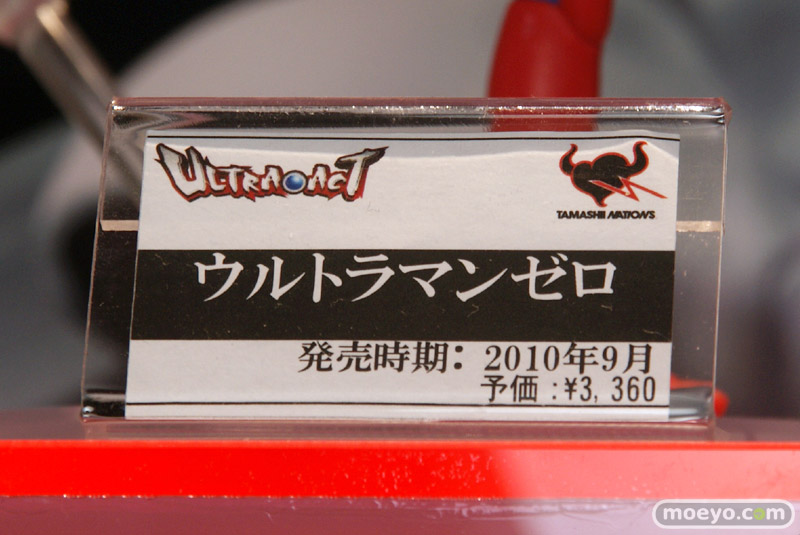 ULTRA-ACT
TAMASHII NATIONS
ウルトラマンゼロ
発売時期：2010年9月
予価：¥3,360
moeyo.com